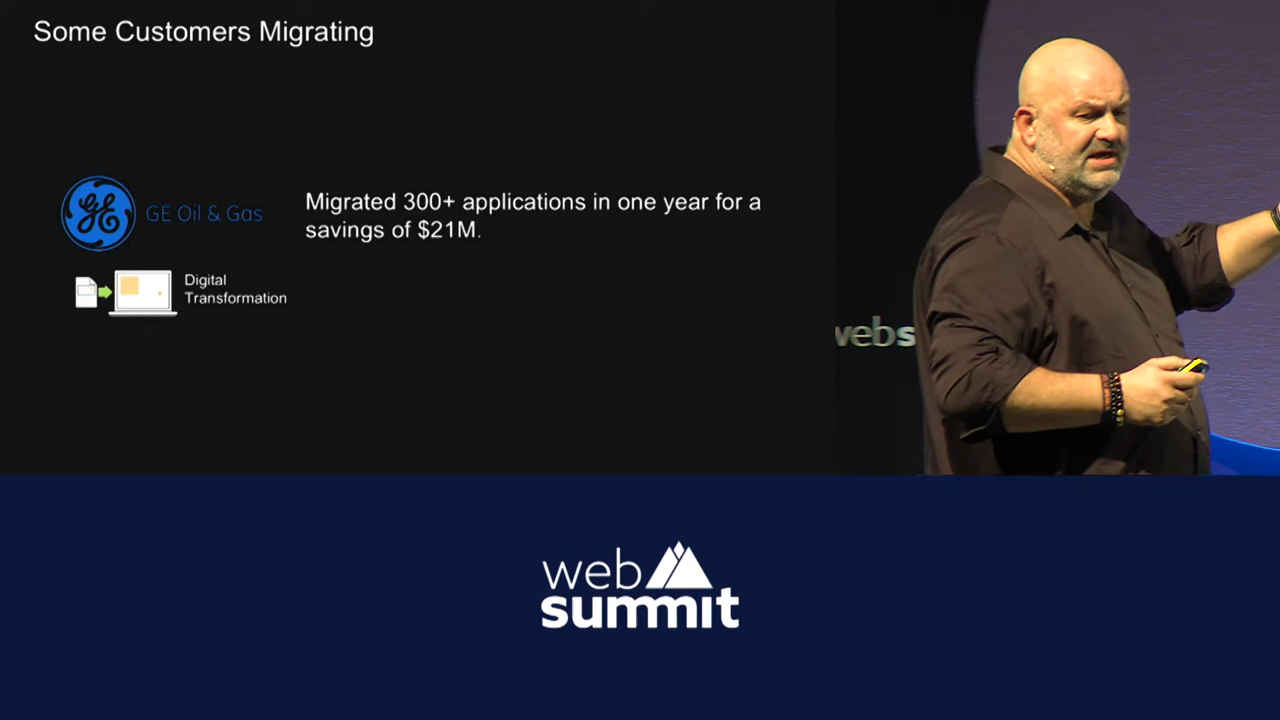 Some Customers Migrating
GE
GE Oil & Gas
Migrated 300+ applications in one year for a
savings of $21M.
Digital
Transformation
webs
web
summit